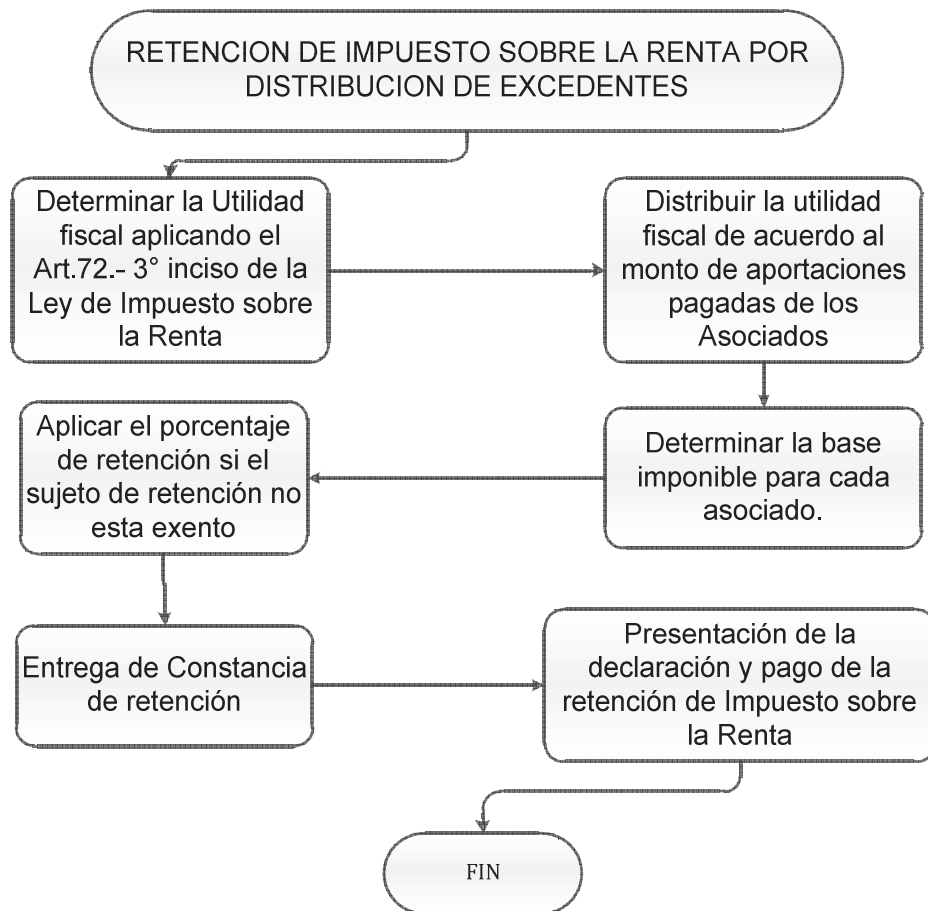 RETENCION DE IMPUESTO SOBRE LA RENTA POR
DISTRIBUCION DE EXCEDENTES
Determinar la Utilidad
fiscal aplicando el
Art.72.- 3° inciso de la
Ley de Impuesto sobre
la Renta
Distribuir la utilidad
fiscal de acuerdo al
monto de aportaciones
pagadas de los
Asociados
Determinar la base
imponible para cada
asociado.
Aplicar el porcentaje
de retención si el
sujeto de retención no
esta exento
Entrega de Constancia
de retención
Presentación de la
declaración y pago de la
retención de Impuesto sobre
la Renta
FIN